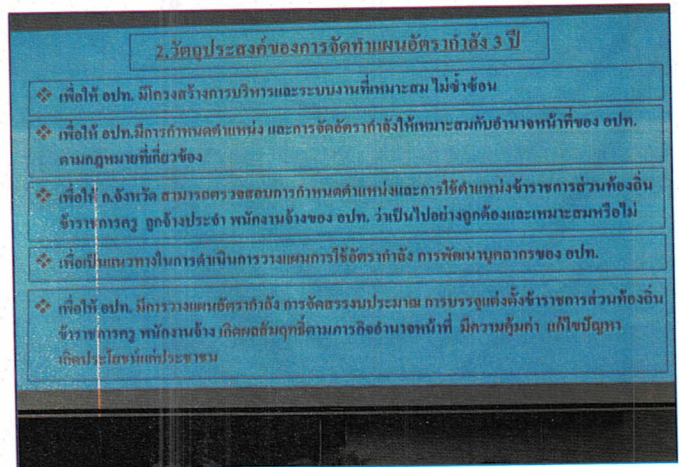 2.วัตถุประสงค์ของการจัดทำแผนอัตรากำลัง 3 ปี
❖ เพื่อให้ อปท. มีโครงสร้างการบริหารและระบบงานที่เหมาะสม ไม่ซ้ำซ้อน
❖ เพื่อให้ อปท.มีการกำหนดตำแหน่ง และการจัดอัตรากำลังให้เหมาะสมกับอำนาจหน้าที่ของ อปท.
ตามกฎหมายที่เกี่ยวข้อง
❖ เพื่อให้ ก.จังหวัด สามารถตรวจสอบการกำหนดตำแหน่งและการใช้ตำแหน่งข้าราชการส่วนท้องถิ่น
ข้าราชการครู ลูกจ้างประจำ พนักงานจ้างของ อปท. ว่าเป็นไปอย่างถูกต้องและเหมาะสมหรือไม่
❖ เพื่อเป็นแนวทางในการดำเนินการวางแผนการใช้อัตรากำลัง การพัฒนาบุคลากรของ อปท.
❖ เพื่อให้ อปท. มีการวางแผนอัตรากำลัง การจัดสรรงบประมาณ การบรรจุแต่งตั้งข้าราชการส่วนท้องถิ่น
ข้าราชการครู พนักงานจ้าง เกิดผลสัมฤทธิ์ตามภารกิจอำนาจหน้าที่ มีความคุ้มค่า แก้ไขปัญหา
เกิดประโยชน์แก่ประชาชน